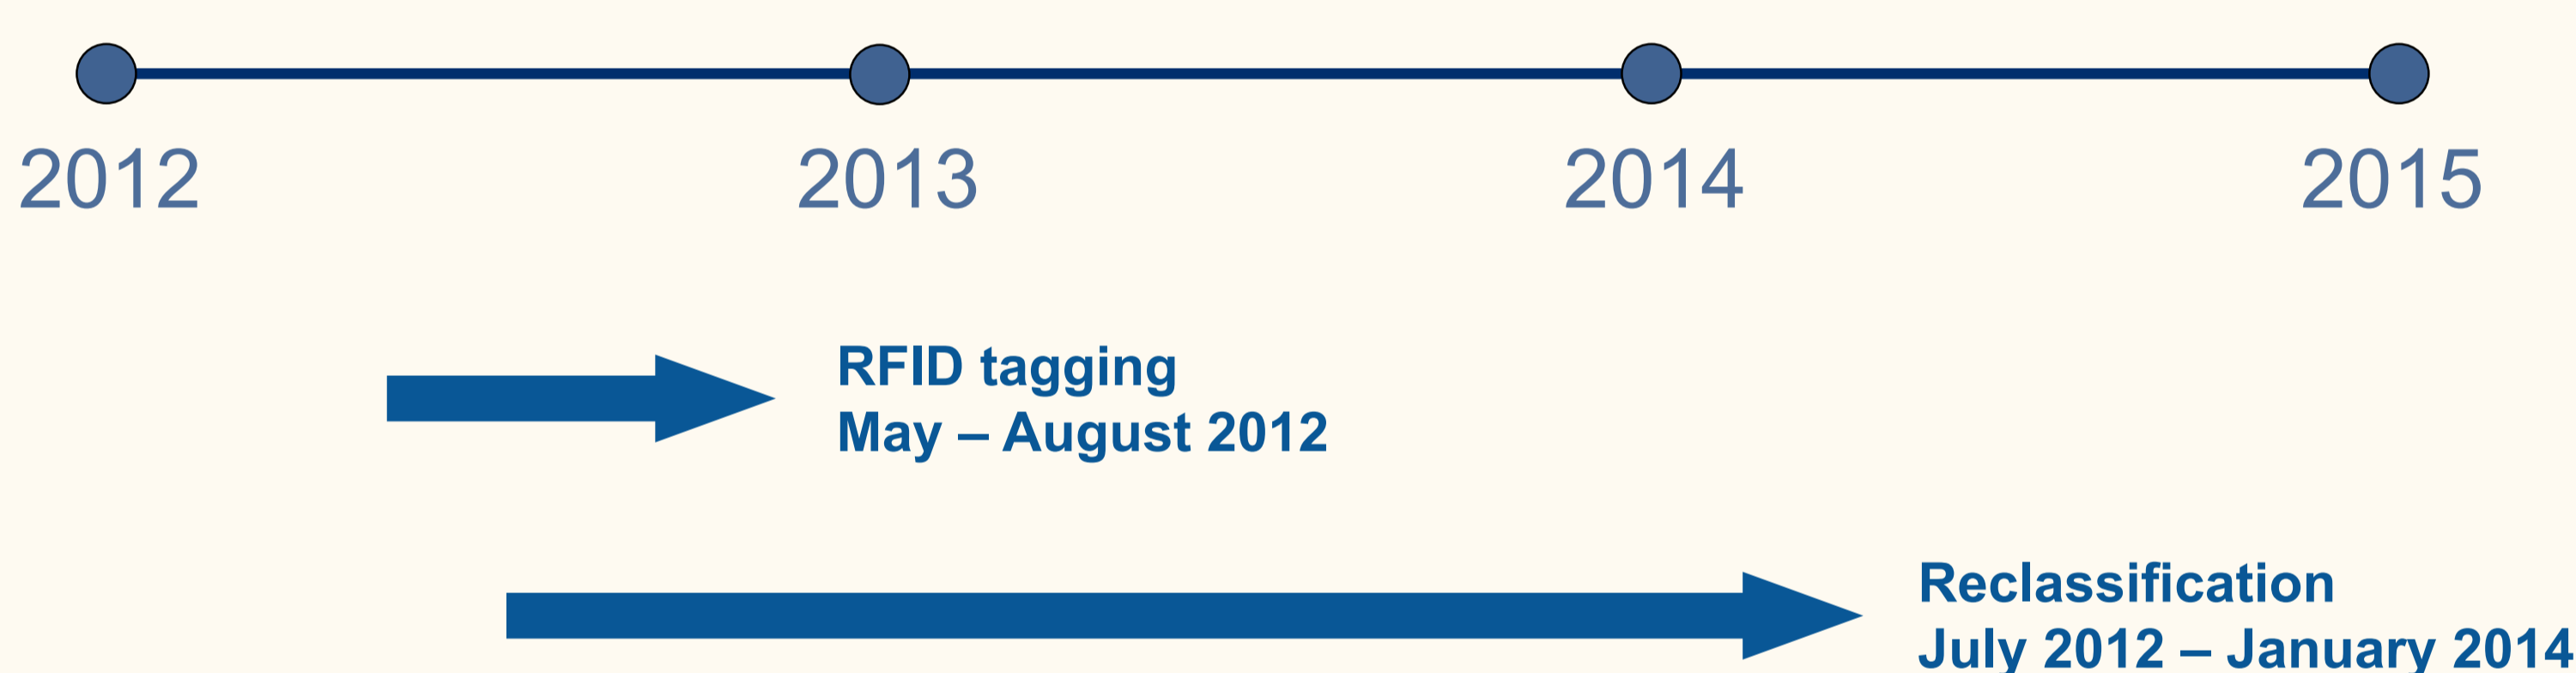 2012 2013 2014 2015
RFID tagging
May – August 2012
Reclassification
July 2012 – January 2014